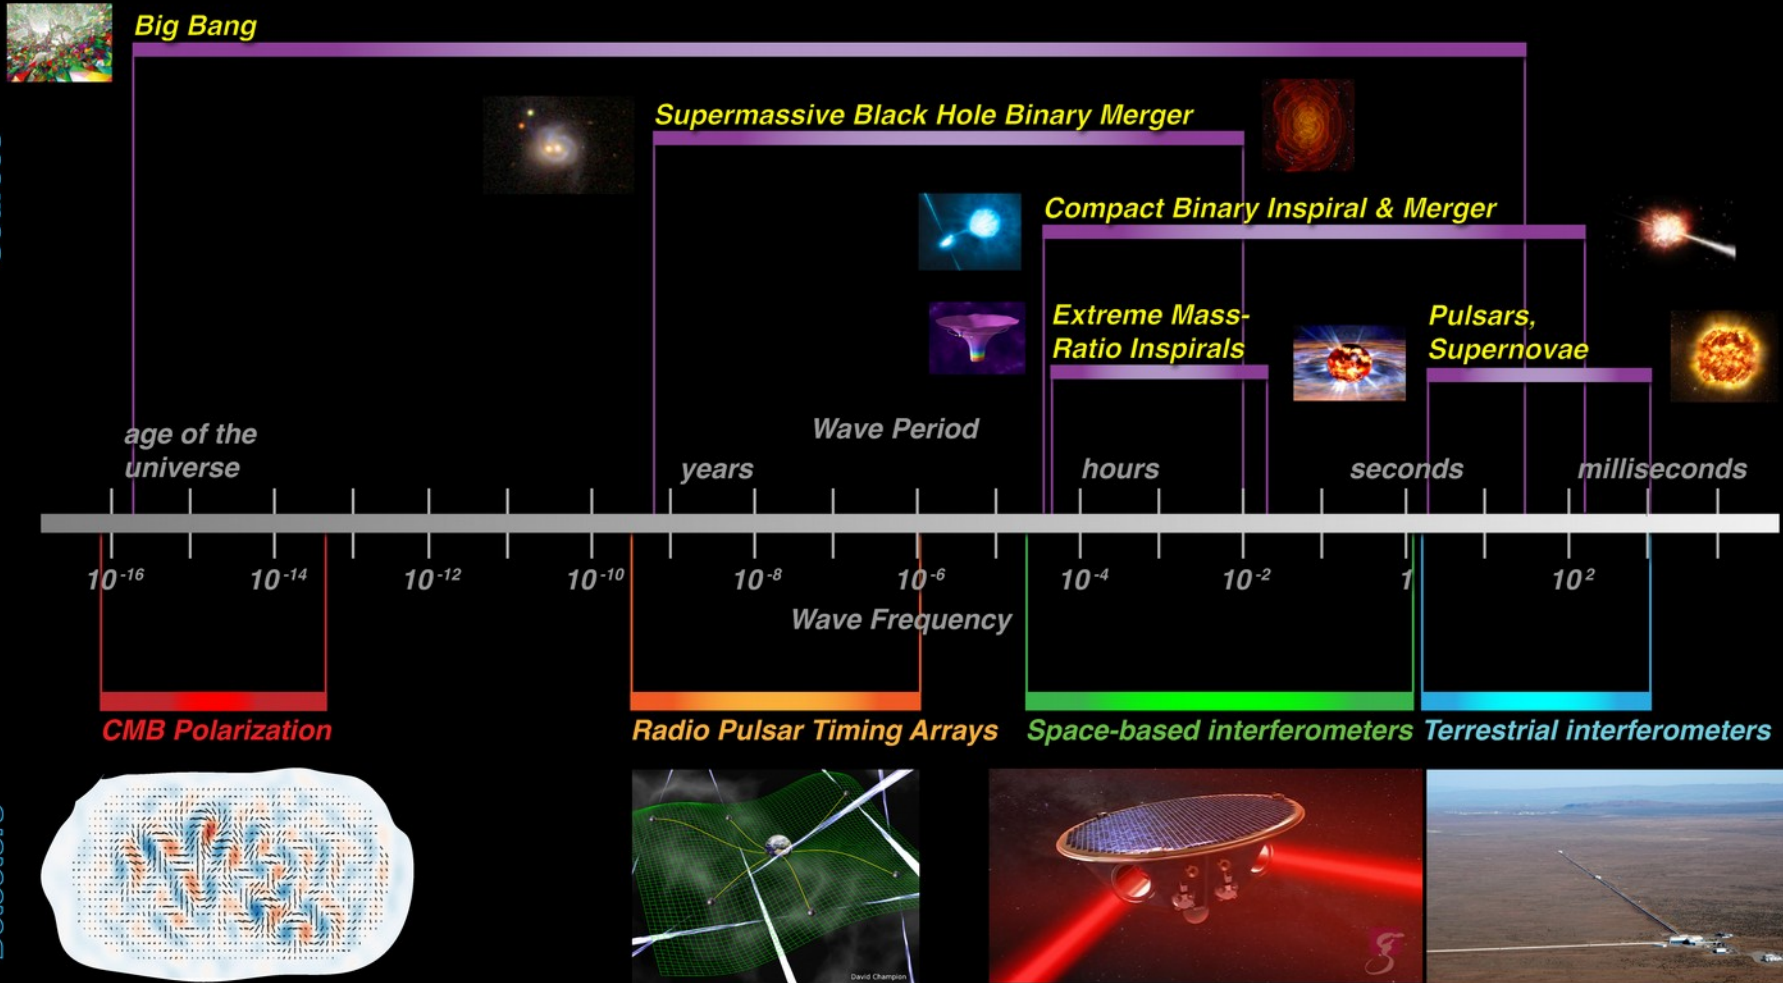 Big Bang
Supermassive Black Hole Binary Merger
Compact Binary Inspiral & Merger
Extreme Mass-
Ratio Inspirals
Pulsars,
Supernovae
age of the
universe
Wave Period
years
hours
seconds
milliseconds
10-16
10-14
10-12
10-10
10-8
10-6
10-4
10-2
1
102
Wave Frequency
CMB Polarization
Radio Pulsar Timing Arrays
Space-based interferometers
Terrestrial interferometers
David Champion